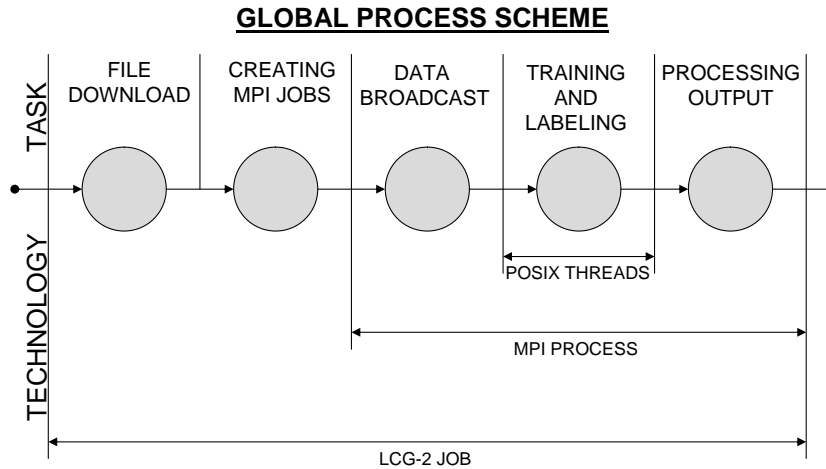 GLOBAL PROCESS SCHEME
TASK
FILE
DOWNLOAD
CREATING
MPI JOBS
DATA
BROADCAST
TRAINING
AND
LABELING
PROCESSING
OUTPUT
TECHNOLOGY
POSIX THREADS
MPI PROCESS
LCG-2 JOB